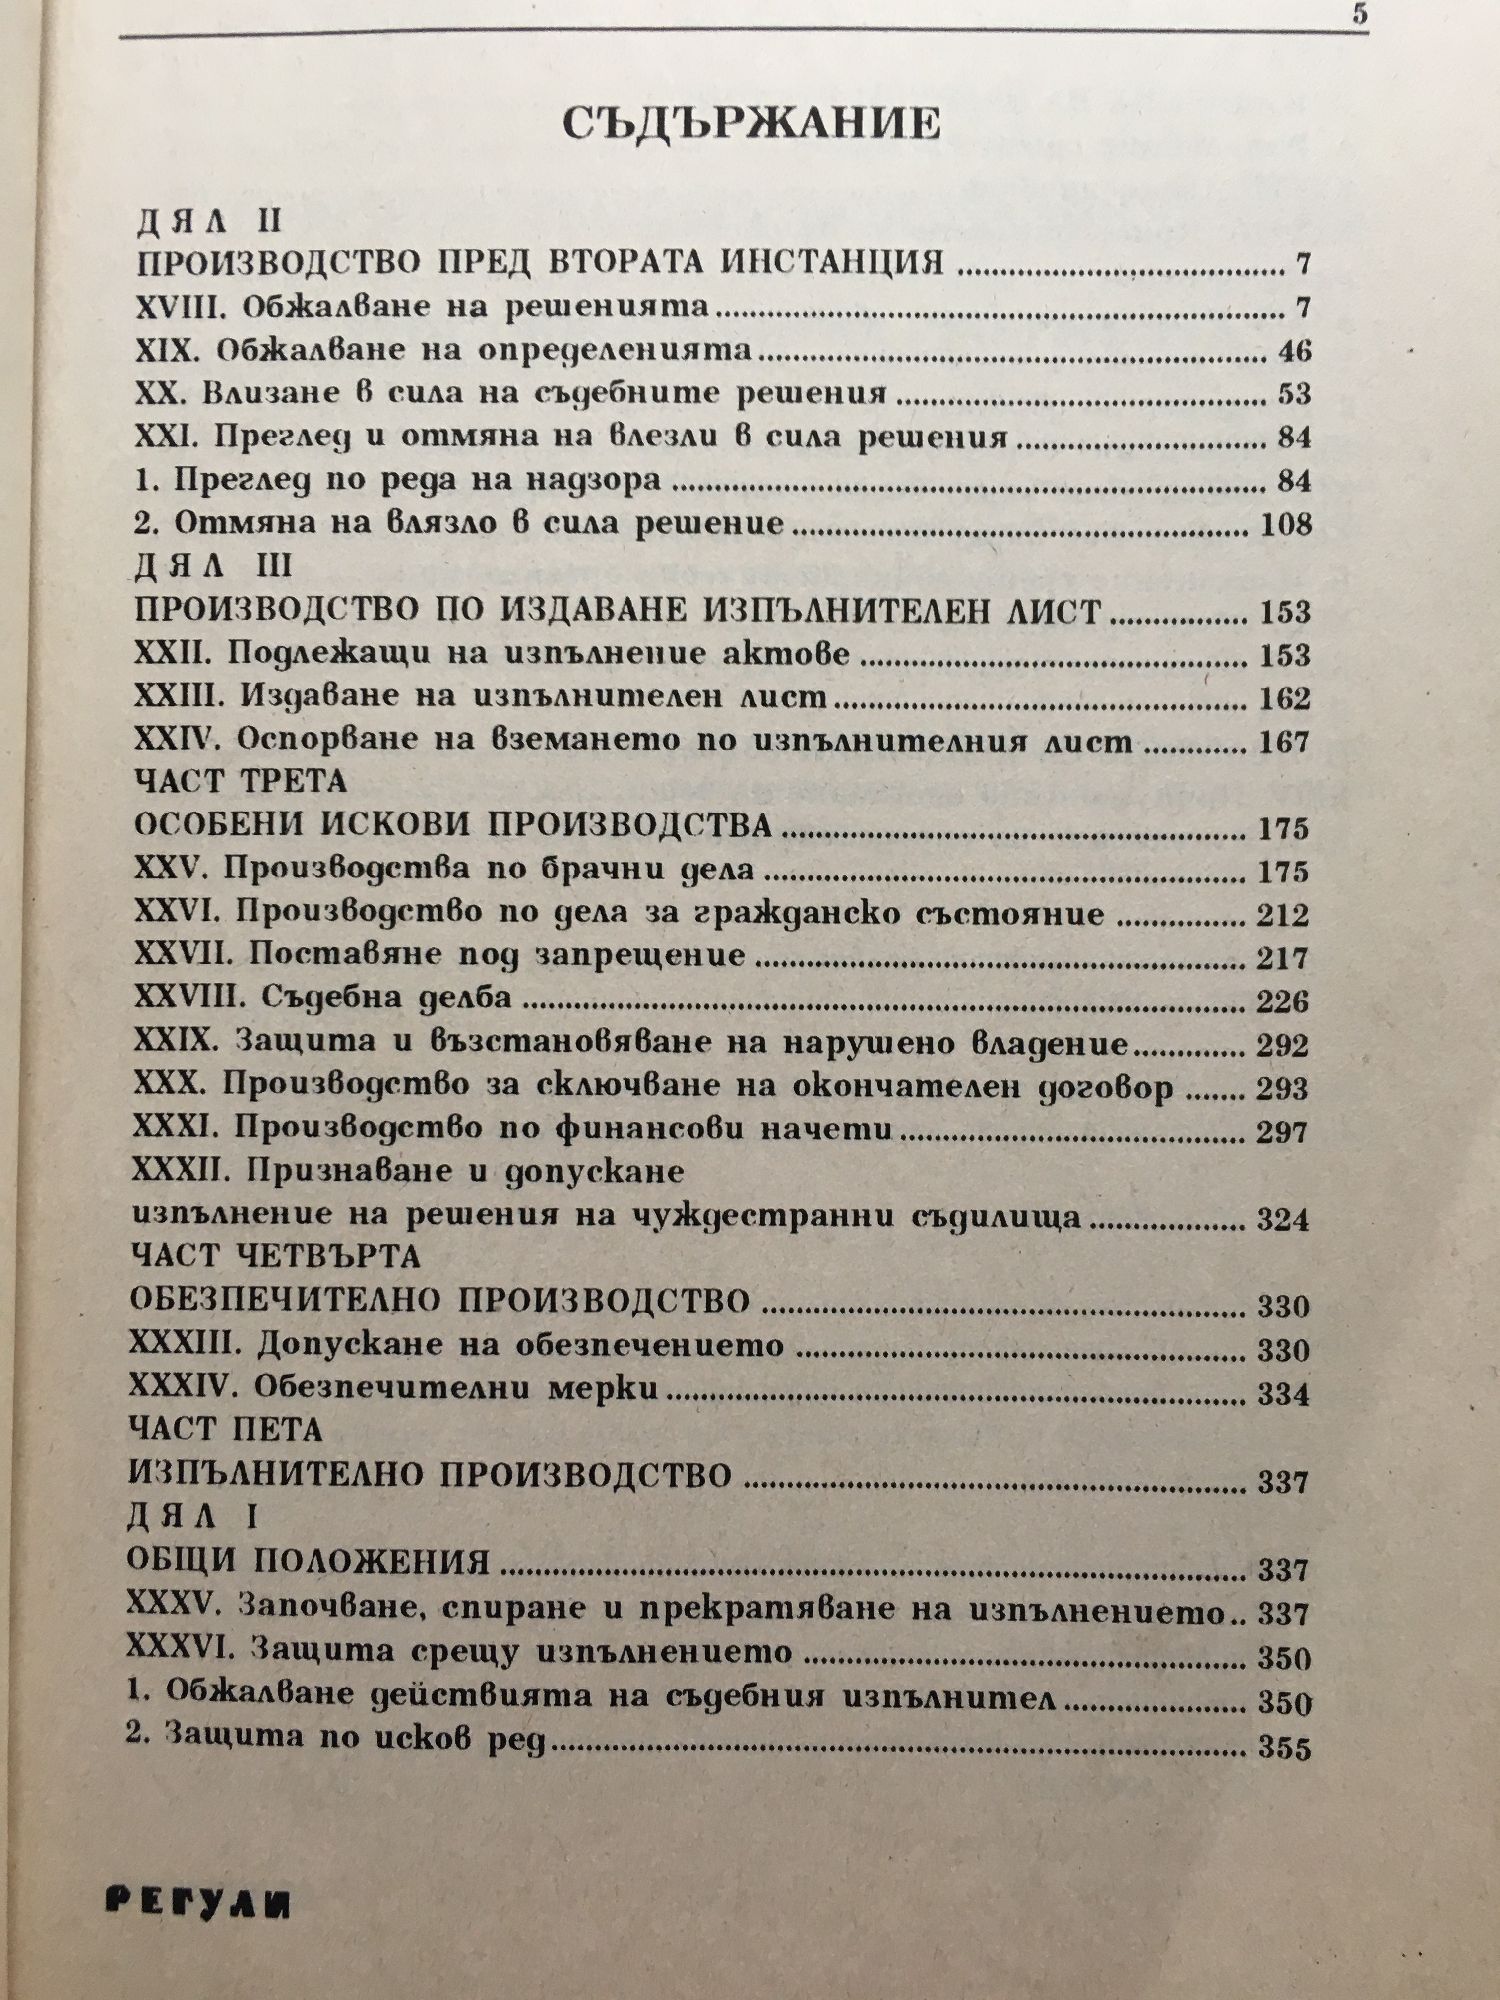 5
СЪДЪРЖАНИЕ
ДЯЛ II
ПРОИЗВОДСТВО ПРЕД ВТОРАТА ИНСТАНЦИЯ ..................................... 7
XVIII. Обжалване на решенията................................................................ 7
XIX. Обжалване на определенията......................................................... 46
XX. Влизане в сила на съдебните решения ......................................... 53
XXI. Преглед и отмяна на влезли в сила решения ............................ 84
1. Преглед по реда на надзора .................................................................. 84
2. Отмяна на влязло в сила решение ................................................... 108
ДЯЛ III
ПРОИЗВОДСТВО ПО ИЗДАВАНЕ ИЗПЪЛНИТЕЛЕН ЛИСТ ................ 153
XXII. Подлежащи на изпълнение актове ........................................... 153
XXIII. Издаване на изпълнителен лист.............................................. 162
XXIV. Оспорване на вземането по изпълнителния лист ............ 167
ЧАСТ ТРЕТА
ОСОБЕНИ ИСКОВИ ПРОИЗВОДСТВА .................................................... 175
XXV. Производства по брачни дела ...................................................... 175
XXVI. Производство по дела за гражданско състояние ............... 212
XXVII. Поставяне под запрещение ....................................................... 217
XXVIII. Съдебна делба ................................................................................ 226
XXIX. Защита и възстановяване на нарушено владение............. 292
XXX. Производство за сключване на окончателен договор ....... 293
XXXI. Производство по финансови начети...................................... 297
XXXII. Признаване и допускане
изпълнение на решения на чуждестранни съдилища.................. 324
ЧАСТ ЧЕТВЪРТА
ОБЕЗПЕЧИТЕЛНО ПРОИЗВОДСТВО ...................................................... 330
XXXIII. Допускане на обезпечението .................................................. 330
XXXIV. Обезпечителни мерки................................................................. 334
ЧАСТ ПЕТА
ИЗПЪЛНИТЕЛНО ПРОИЗВОДСТВО ........................................................ 337
ДЯЛ I
ОБЩИ ПОЛОЖЕНИЯ ................................................................................... 337
XXXV. Започване, спиране и прекратяване на изпълнението.. 337
XXXVI. Защита срещу изпълнението ................................................. 350
1. Обжалване действията на съдебния изпълнител.................... 350
2. Защита по исков ред.............................................................................. 355
РЕГУЛИ